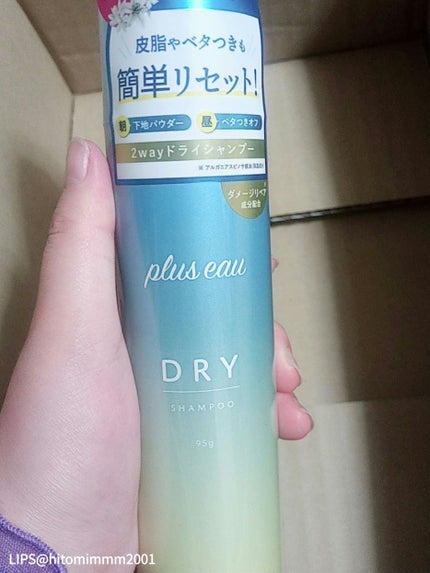 皮脂やベタつきも
簡単リセット!
朝 下地パウダー 昼 ベタつきオフ
2wayドライシャンプー
ダメージリペア
成分配合
plus eau
DRY
SHAMPOO
95g
LIPS@hitomimmm2001